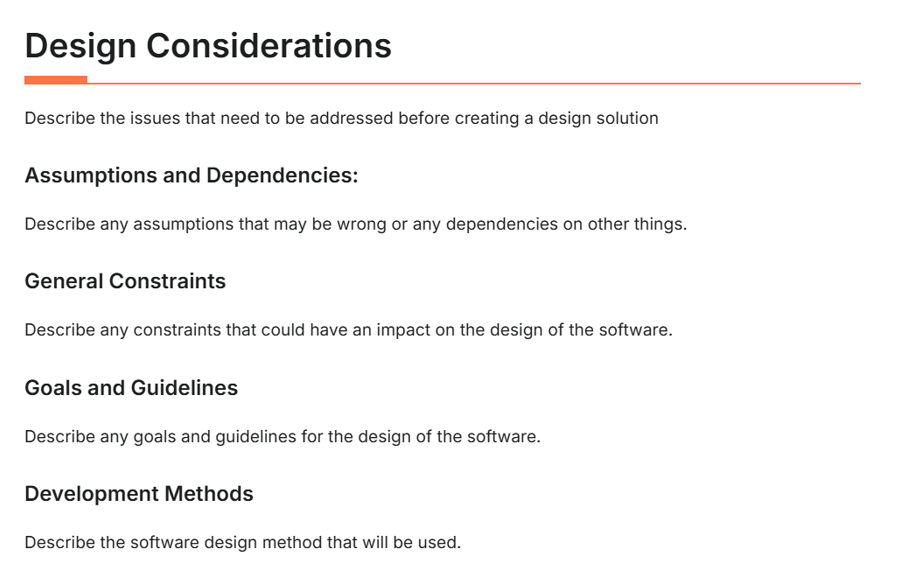 Design Considerations
Describe the issues that need to be addressed before creating a design solution
Assumptions and Dependencies:
Describe any assumptions that may be wrong or any dependencies on other things.
General Constraints
Describe any constraints that could have an impact on the design of the software.
Goals and Guidelines
Describe any goals and guidelines for the design of the software.
Development Methods
Describe the software design method that will be used.